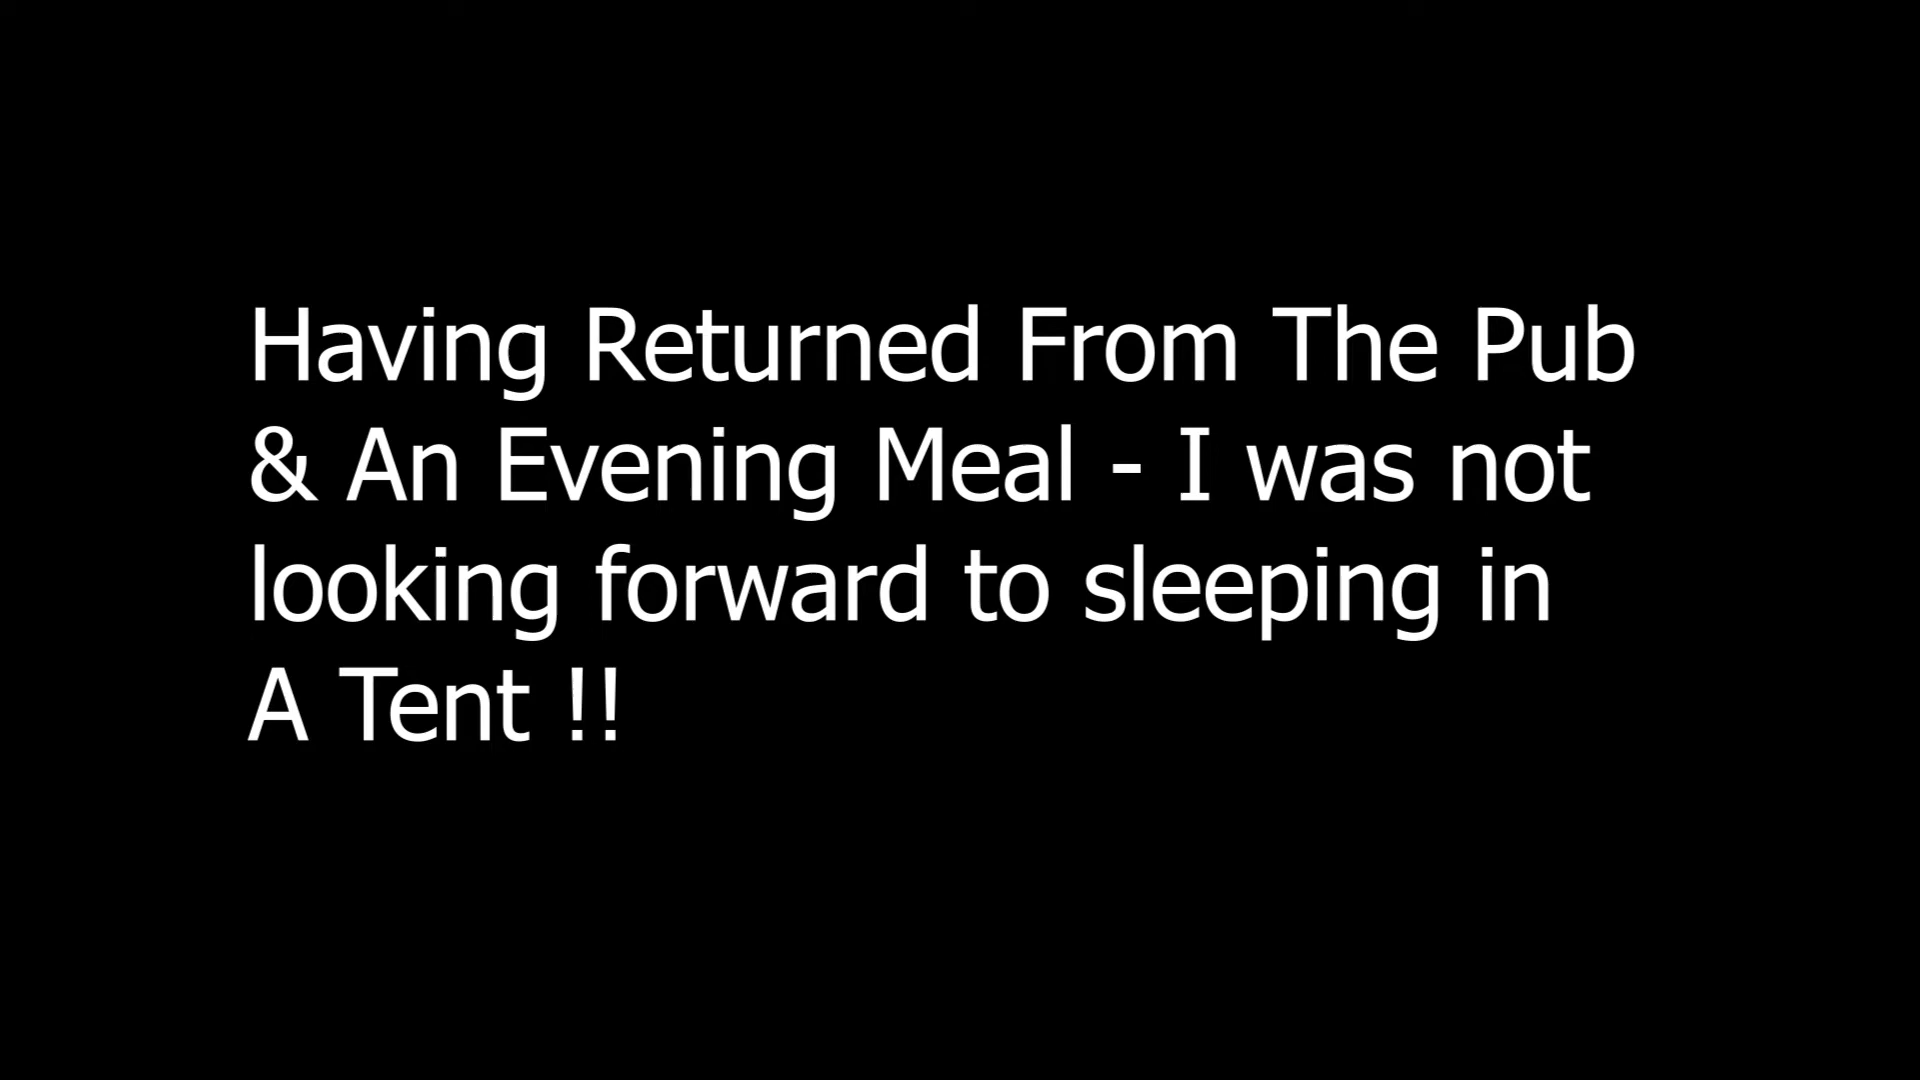 Having Returned From The Pub
& An Evening Meal - I was not
looking forward to sleeping in
A Tent !!